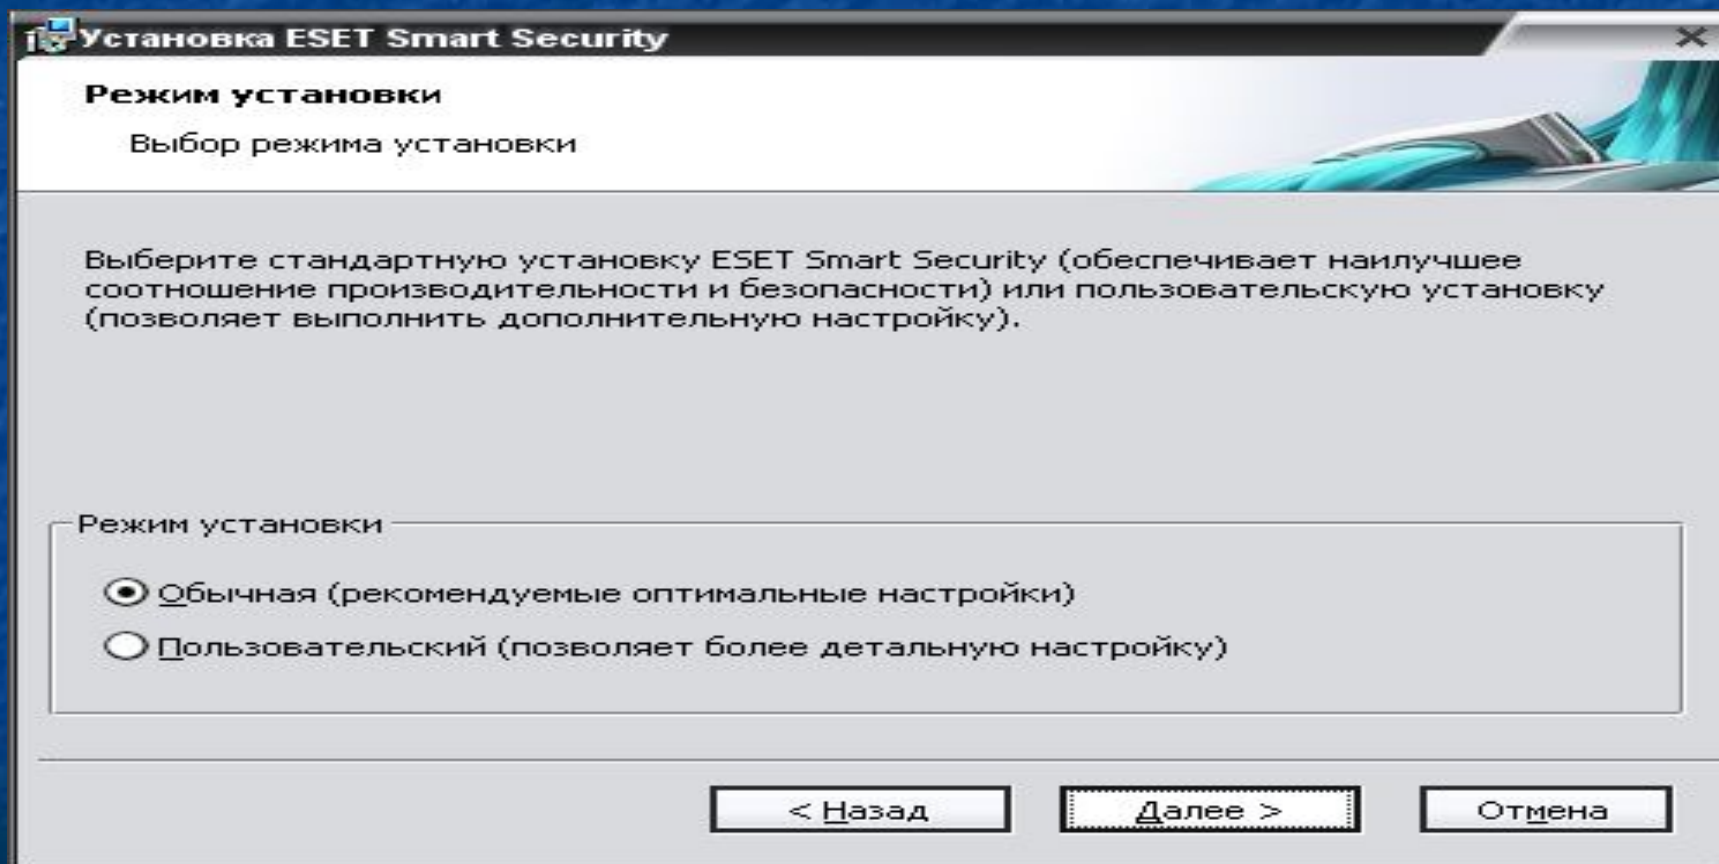 Установка ESET Smart Security
Режим установки
Выбор режима установки
Выберите стандартную установку ESET Smart Security (обеспечивает наилучшее
соотношение производительности и безопасности) или пользовательскую установку
(позволяет выполнить дополнительную настройку).
Режим установки
Обычная (рекомендуемые оптимальные настройки)
Пользовательский (позволяет более детальную настройку)
< Назад
Далее >
Отмена